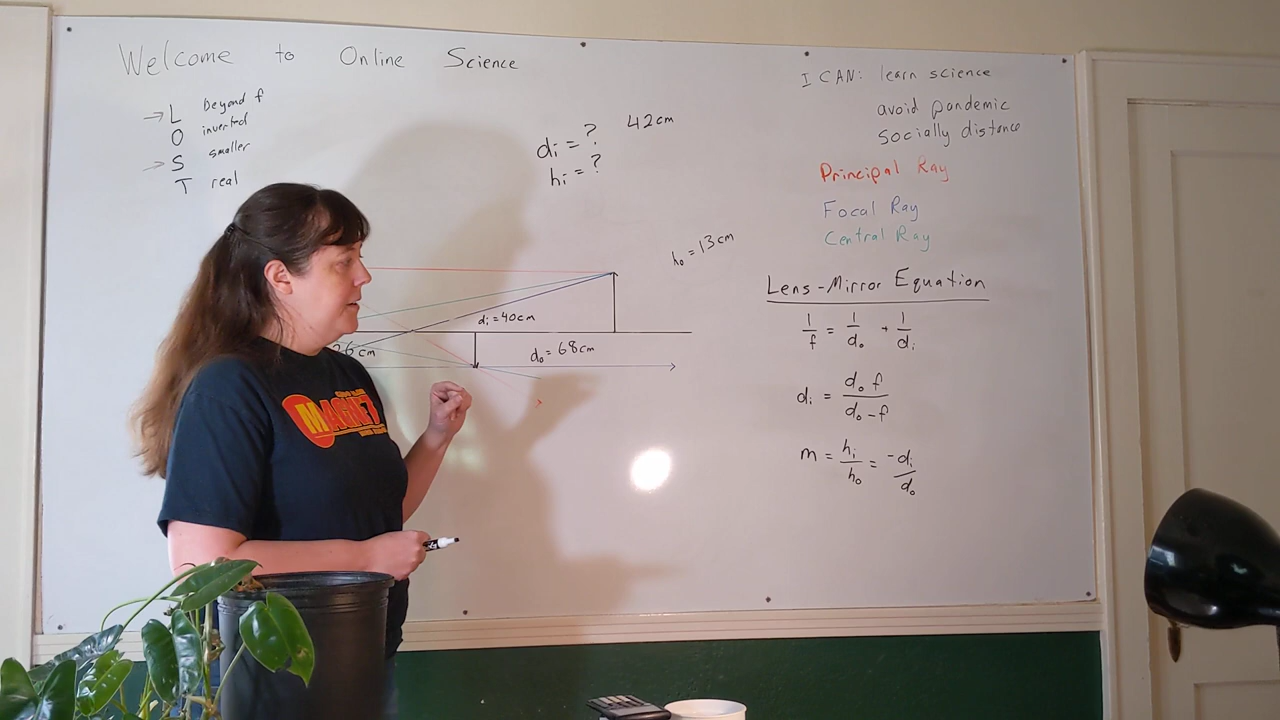 Welcome to Online Science
L beyond f
O inverted
S smaller
T real
di = ? 42cm
hi = ?
I CAN: learn science
avoid pandemic
socially distance
Principal Ray
Focal Ray
Central Ray
ho = 13cm
di = 40cm
26cm
do = 68cm
Lens-Mirror Equation
1/f = 1/do + 1/di
di = do f / do - f
m = hi/ho = -di/do
MAGNET